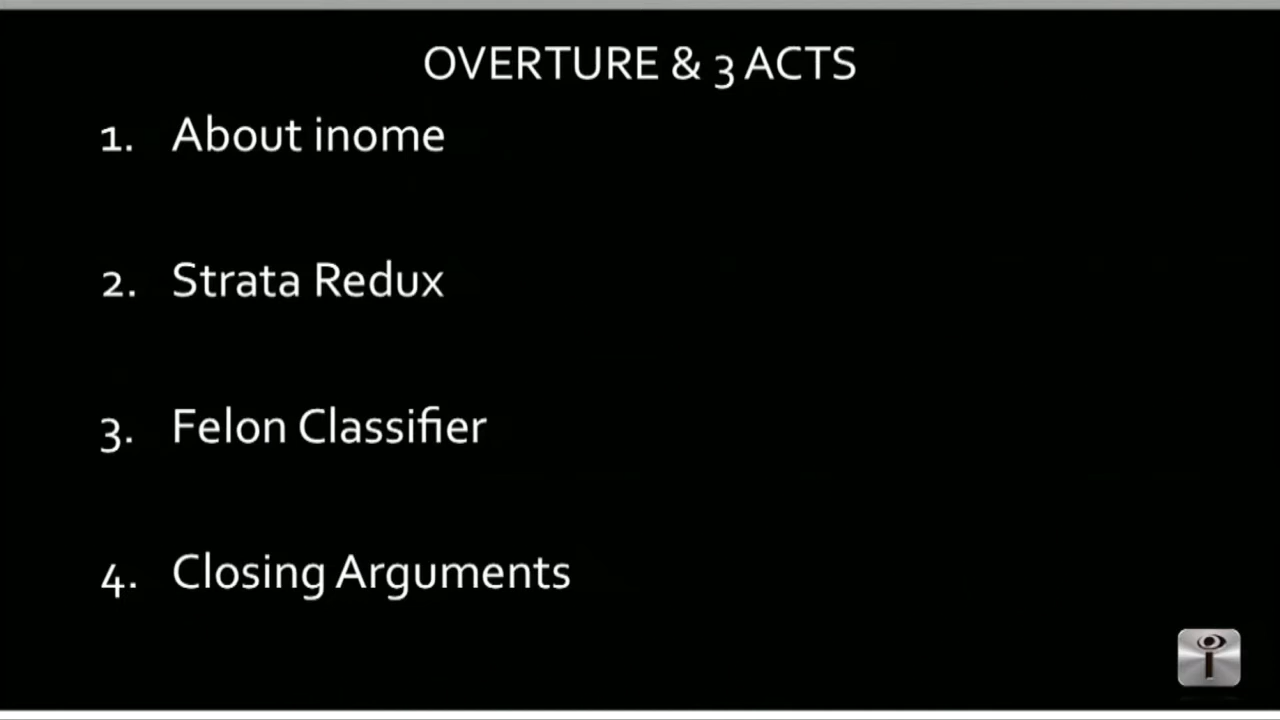 OVERTURE & 3 ACTS
1. About inome
2. Strata Redux
3. Felon Classifier
4. Closing Arguments